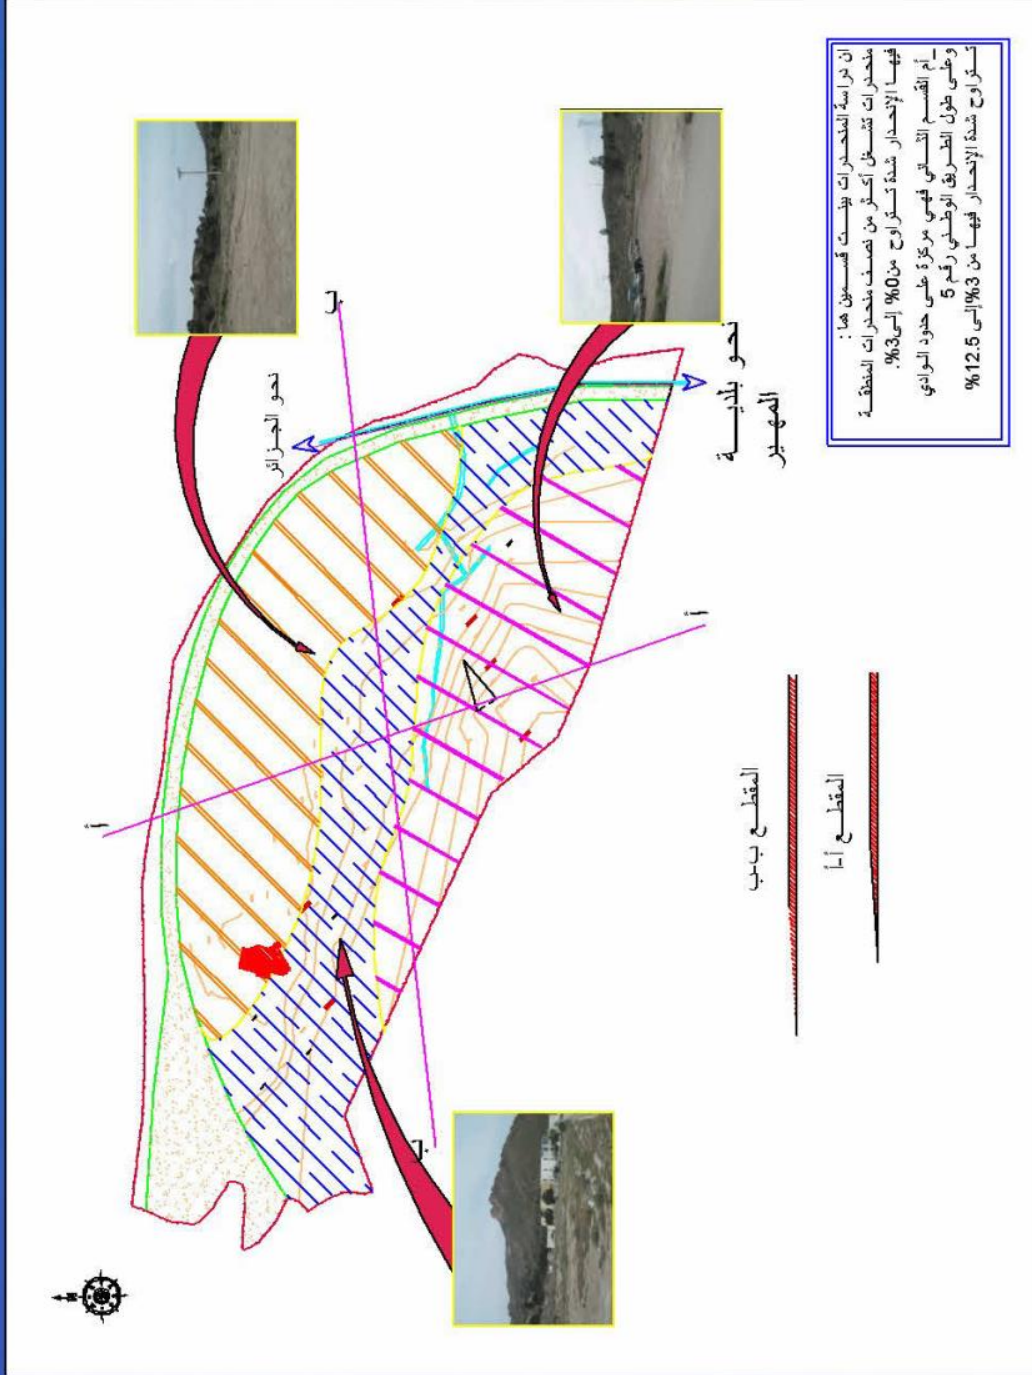 ان دراسة المنحدرات بينت قسمين هما :
منحدرات تشغل أكثر من نصف منحدرات المنطقة
فيها الإنحدار شدة تتراوح من0% إلى3%.
-أم القسم الثاني فهي مركزة على حدود الوادي
وعلى طول الطريق الوطني رقم 5
تتراوح شدة الإنحدار فيها من 3%إلى 12.5%
نحو الجزائر
نحو بلدية
المهير
ب
ب
أ
أ
المقطع ب-ب
المقطع أ-أ
N